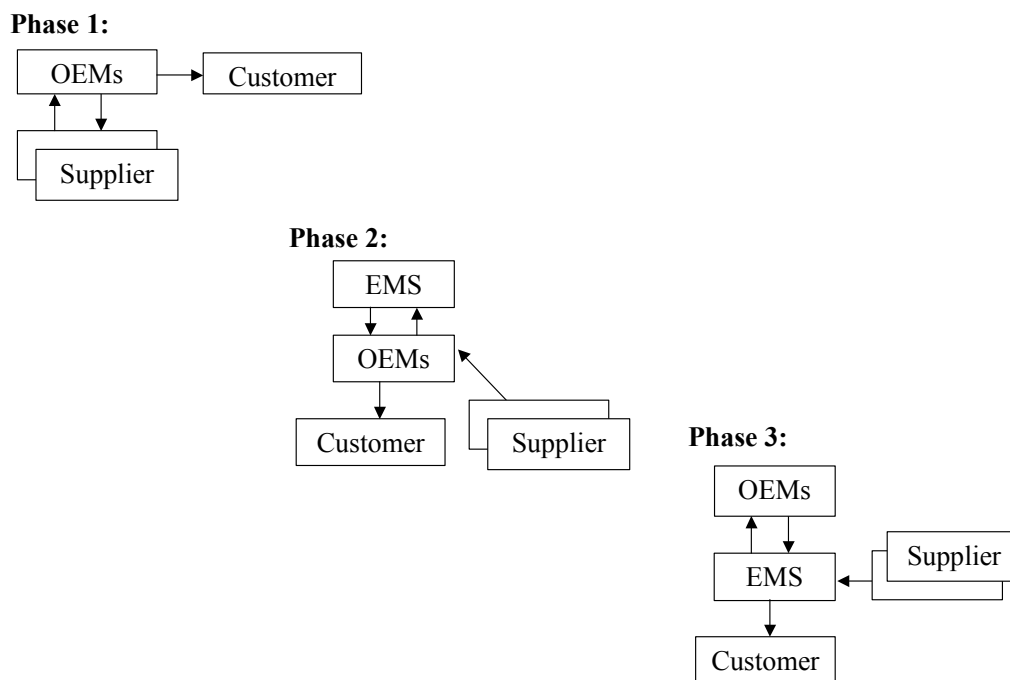 Phase 1:
OEMs
Customer
Supplier
Phase 2:
EMS
OEMs
Customer
Supplier
Phase 3:
OEMs
Supplier
EMS
Customer